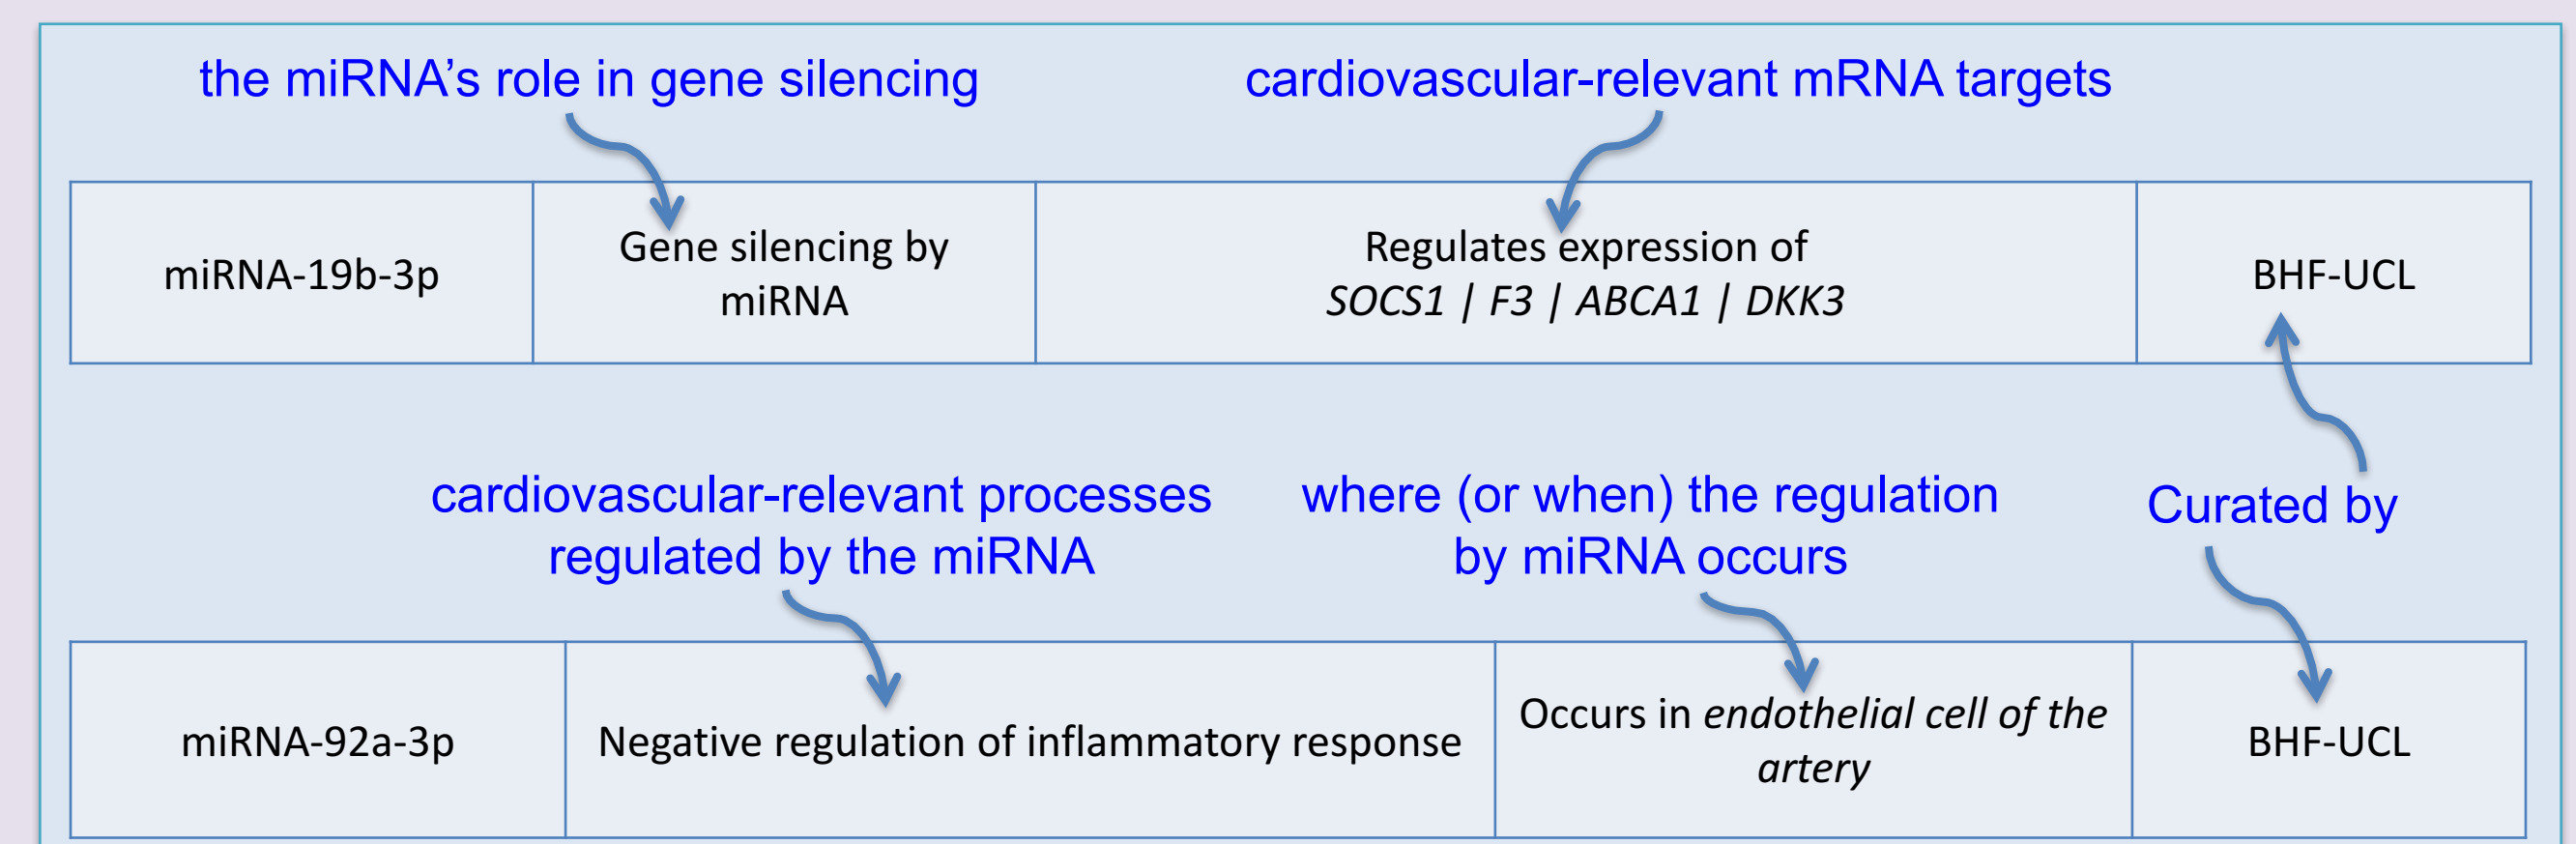 the miRNA’s role in gene silencing
cardiovascular-relevant mRNA targets
miRNA-19b-3p
Gene silencing by
miRNA
Regulates expression of
SOCS1 | F3 | ABCA1 | DKK3
BHF-UCL
cardiovascular-relevant processes
regulated by the miRNA
where (or when) the regulation
by miRNA occurs
Curated by
miRNA-92a-3p
Negative regulation of inflammatory response
Occurs in endothelial cell of the
artery
BHF-UCL